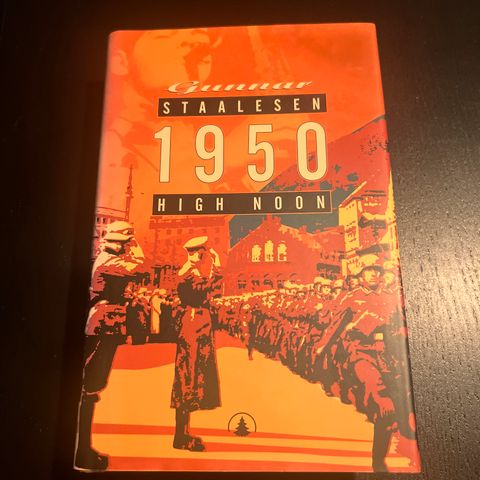 Gunnar
STAALESEN
1950
HIGH NOON